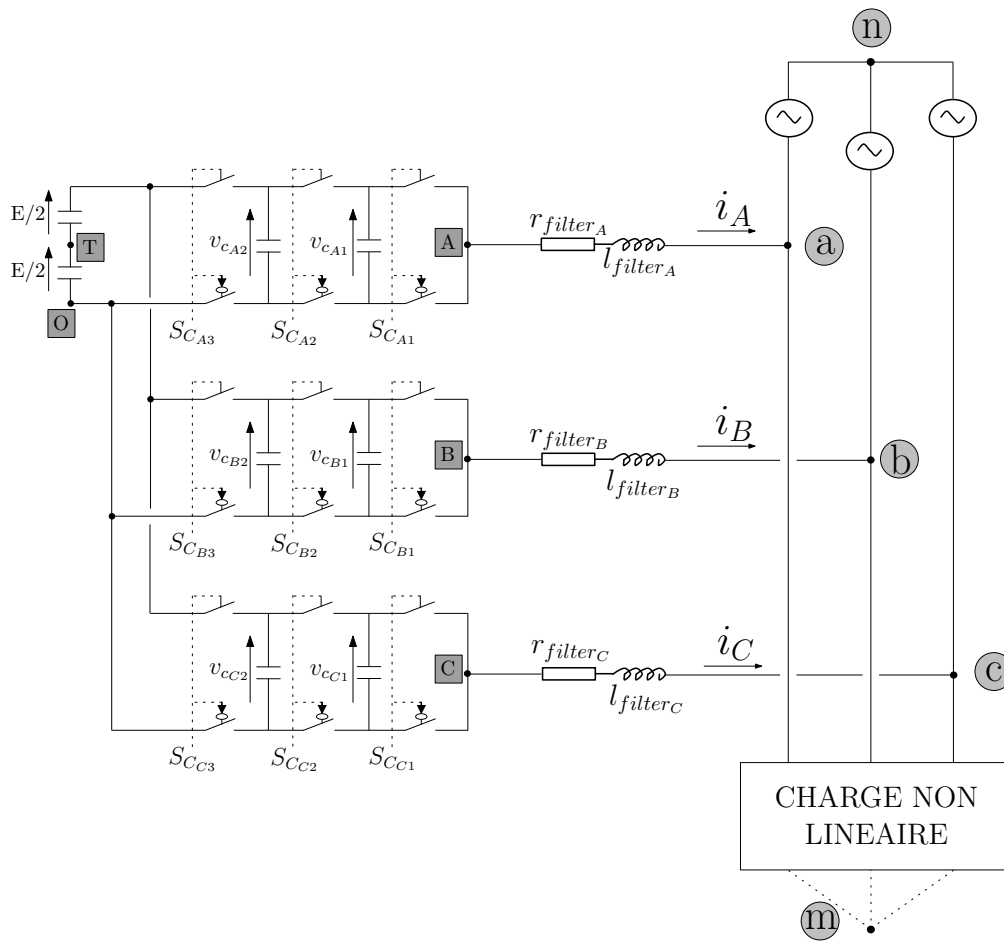 n
E/2
E/2
T
O
v_{c_{A2}}
v_{c_{A1}}
A
r_{filter_A}
l_{filter_A}
i_A
a
S_{C_{A3}}
S_{C_{A2}}
S_{C_{A1}}
v_{c_{B2}}
v_{c_{B1}}
B
r_{filter_B}
l_{filter_B}
i_B
b
S_{C_{B3}}
S_{C_{B2}}
S_{C_{B1}}
v_{c_{C2}}
v_{c_{C1}}
C
r_{filter_C}
l_{filter_C}
i_C
c
S_{C_{C3}}
S_{C_{C2}}
S_{C_{C1}}
CHARGE NON
LINEAIRE
m